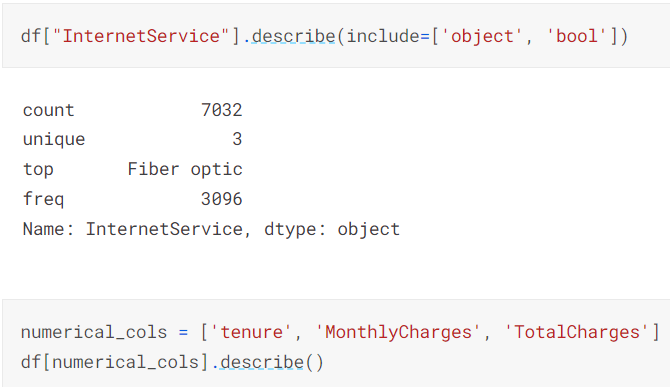 df["InternetService"].describe(include=['object', 'bool'])
count 7032
unique 3
top Fiber optic
freq 3096
Name: InternetService, dtype: object
numerical_cols = ['tenure', 'MonthlyCharges', 'TotalCharges']
df[numerical_cols].describe()